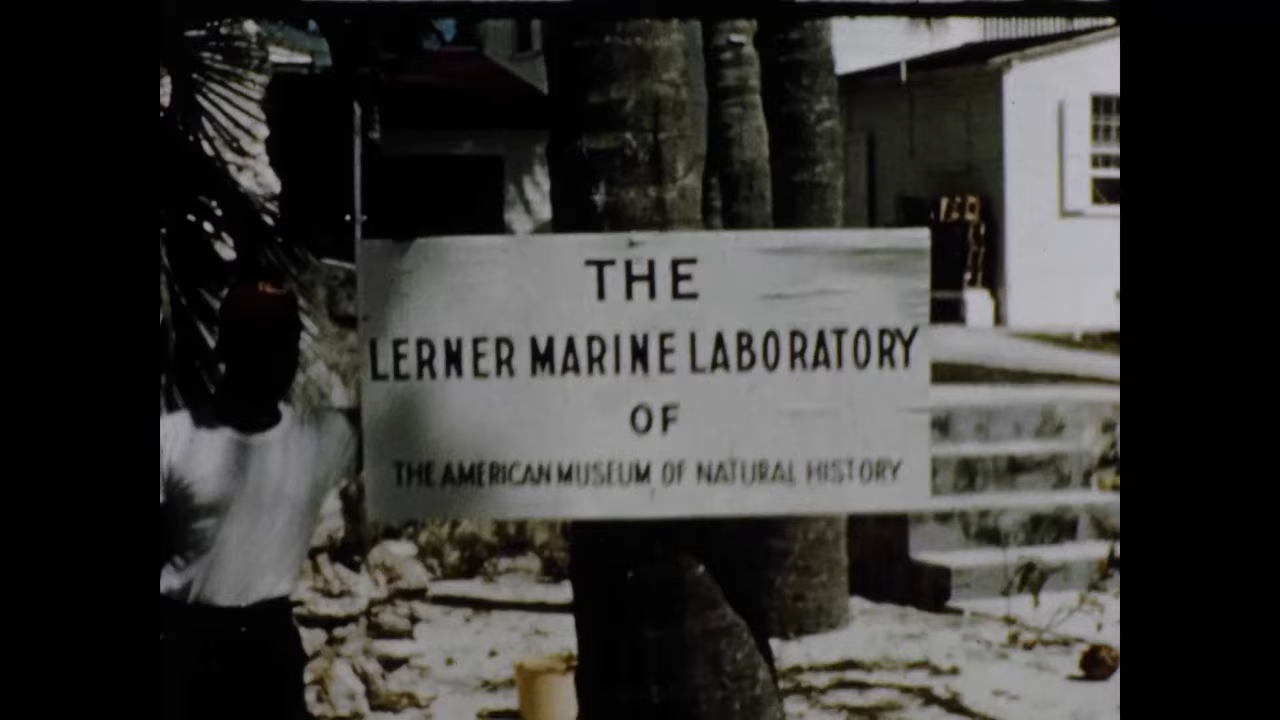 THE
LERNER MARINE LABORATORY
OF
THE AMERICAN MUSEUM OF NATURAL HISTORY